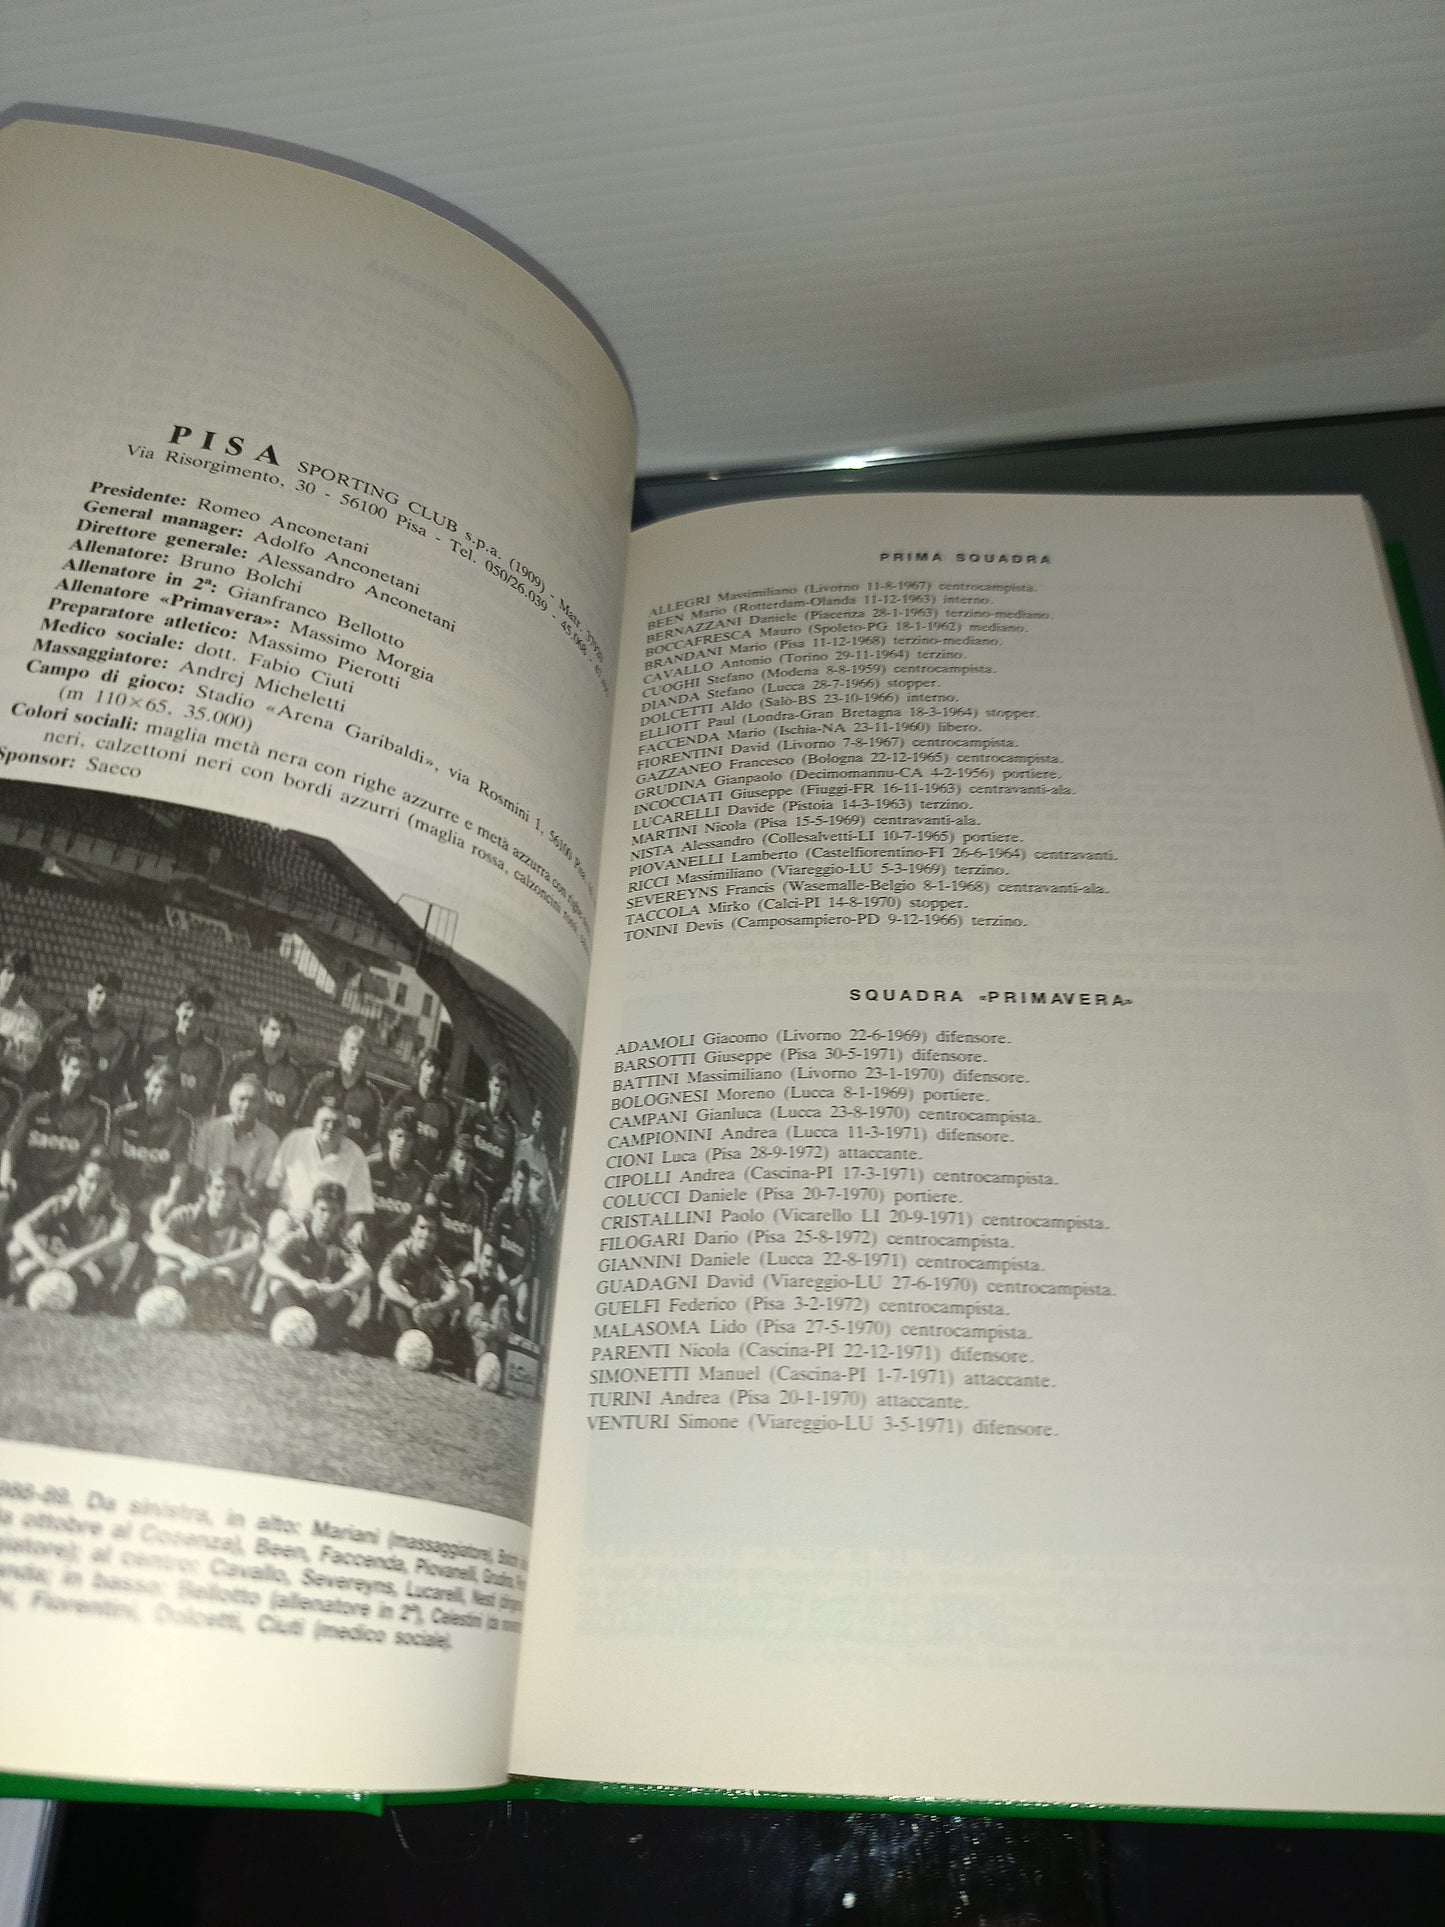 PISA SPORTING CLUB s.p.a. (1909) - Matr. 37920
Via Risorgimento, 30 - 56100 Pisa - Tel. 050/26.039 - 45.068
Presidente: Romeo Anconetani
General manager: Adolfo Anconetani
Direttore generale: Alessandro Anconetani
Allenatore: Bruno Bolchi
Allenatore in 2ª: Gianfranco Bellotto
Allenatore «Primavera»: Massimo Morgia
Preparatore atletico: Massimo Pierotti
Medico sociale: dott. Fabio Ciuti
Massaggiatore: Andrej Micheletti
Campo di gioco: Stadio «Arena Garibaldi», via Rosmini 1, 56100 Pisa
(m 110×65, 35.000)
Colori sociali: maglia metà nera con righe azzurre e metà azzurra con righe
neri, calzettoni neri con bordi azzurri (maglia rossa, calzoncini
Sponsor: Saeco
Saeco
Saeco
-89. Da sinistra, in alto: Mariani (massaggiatore),
ottobre al Cosenza), Been, Faccenda, Piovanelli, Grudina,
al centro: Cavallo, Severeyns, Lucarelli,
in basso: Bellotto (allenatore in 2ª), Celestini
Fiorentini, Dolcetti, Ciuti (medico sociale).
PRIMA SQUADRA
ALLEGRI Massimiliano (Livorno 11-8-1967) centrocampista.
BEEN Mario (Rotterdam-Olanda 11-12-1963) interno.
BERNAZZANI Daniele (Piacenza 28-1-1963) terzino-mediano.
BOCCAFRESCA Mauro (Spoleto-PG 18-1-1962) mediano.
BRANDANI Mario (Pisa 11-12-1968) terzino-mediano.
CAVALLO Antonio (Torino 29-11-1964) terzino.
CUOGHI Stefano (Modena 8-8-1959) centrocampista.
DIANDA Stefano (Lucca 28-7-1966) stopper.
DOLCETTI Aldo (Salò-BS 23-10-1966) interno.
ELLIOTT Paul (Londra-Gran Bretagna 18-3-1964) stopper.
FACCENDA Mario (Ischia-NA 23-11-1960) libero.
FIORENTINI David (Livorno 7-8-1967) centrocampista.
GAZZANEO Francesco (Bologna 22-12-1965) centrocampista.
GRUDINA Gianpaolo (Decimomannu-CA 4-2-1956) portiere.
INCOCCIATI Giuseppe (Fiuggi-FR 16-11-1963) centravanti-ala.
LUCARELLI Davide (Pistoia 14-3-1963) terzino.
MARTINI Nicola (Pisa 15-5-1969) centravanti-ala.
NISTA Alessandro (Collesalvetti-LI 10-7-1965) portiere.
PIOVANELLI Lamberto (Castelfiorentino-FI 26-6-1964) centravanti.
RICCI Massimiliano (Viareggio-LU 5-3-1969) terzino.
SEVEREYNS Francis (Wasemalle-Belgio 8-1-1968) centravanti-ala.
TACCOLA Mirko (Calci-PI 14-8-1970) stopper.
TONINI Devis (Camposampiero-PD 9-12-1966) terzino.
SQUADRA «PRIMAVERA»
ADAMOLI Giacomo (Livorno 22-6-1969) difensore.
BARSOTTI Giuseppe (Pisa 30-5-1971) difensore.
BATTINI Massimiliano (Livorno 23-1-1970) difensore.
BOLOGNESI Moreno (Lucca 8-1-1969) portiere.
CAMPANI Gianluca (Lucca 23-8-1970) centrocampista.
CAMPIONINI Andrea (Lucca 11-3-1971) difensore.
CIONI Luca (Pisa 28-9-1972) attaccante.
CIPOLLI Andrea (Cascina-PI 17-3-1971) centrocampista.
COLUCCI Daniele (Pisa 20-7-1970) portiere.
CRISTALLINI Paolo (Vicarello LI 20-9-1971) centrocampista.
FILOGARI Dario (Pisa 25-8-1972) centrocampista.
GIANNINI Daniele (Lucca 22-8-1971) centrocampista.
GUADAGNI David (Viareggio-LU 27-6-1970) centrocampista.
GUELFI Federico (Pisa 3-2-1972) centrocampista.
MALASOMA Lido (Pisa 27-5-1970) centrocampista.
PARENTI Nicola (Cascina-PI 22-12-1971) difensore.
SIMONETTI Manuel (Cascina-PI 1-7-1971) attaccante.
TURINI Andrea (Pisa 20-1-1970) attaccante.
VENTURI Simone (Viareggio-LU 3-5-1971) difensore.